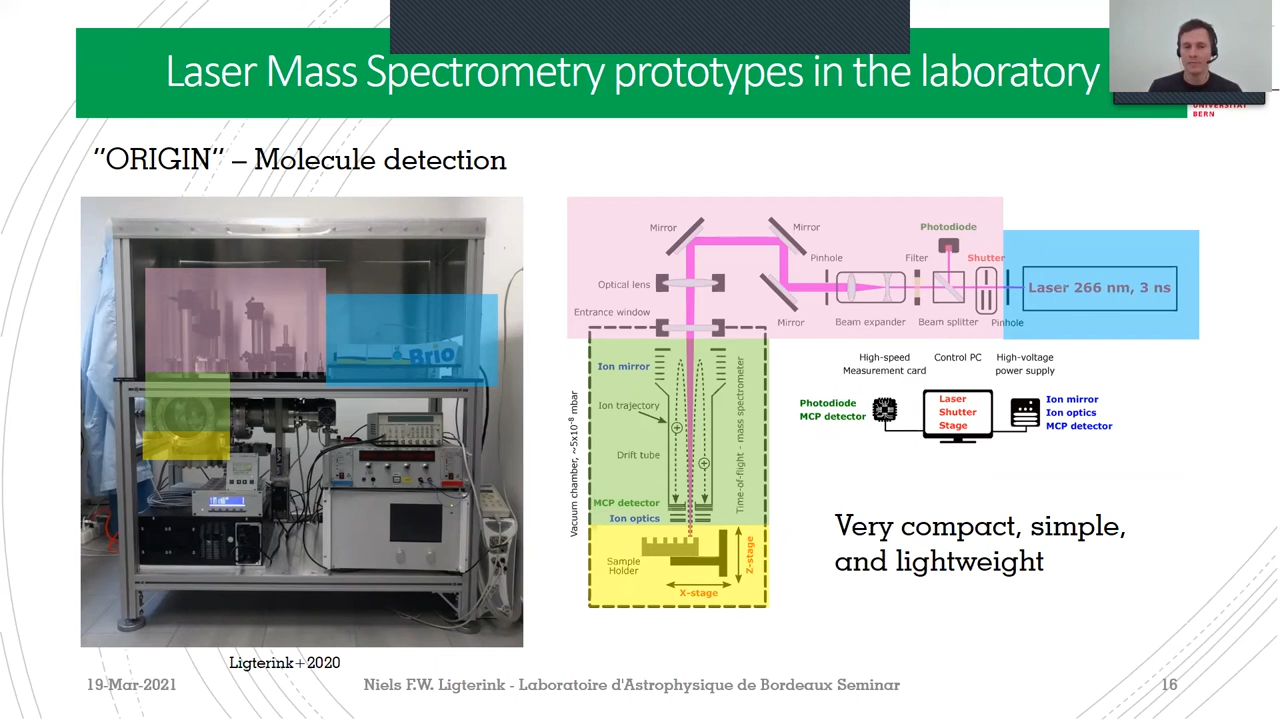 Laser Mass Spectrometry prototypes in the laboratory
UNIVERSITÄT
BERN
”ORIGIN” – Molecule detection
Brio
Ligterink+2020
Mirror
Mirror
Photodiode
Pinhole
Filter
Shutter
Optical lens
Laser 266 nm, 3 ns
Entrance window
Mirror
Beam expander
Beam splitter
Pinhole
Ion mirror
Ion trajectory
Drift tube
MCP detector
Ion optics
Vacuum chamber, ~5x10⁻⁸ mbar
Time-of-flight - mass spectrometer
Sample
Holder
X-stage
Z-stage
High-speed
Measurement card
Control PC
High-voltage
power supply
Photodiode
MCP detector
Laser
Shutter
Stage
Ion mirror
Ion optics
MCP detector
Very compact, simple,
and lightweight
19-Mar-2021
Niels F.W. Ligterink - Laboratoire d'Astrophysique de Bordeaux Seminar
16